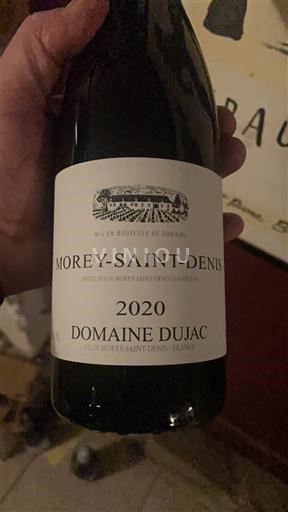 MIS EN BOUTEILLE AU DOMAINE
VINIOU
MOREY-SAINT-DENIS
APPELLATION MOREY-SAINT-DENIS CONTRÔLÉE
2020
DOMAINE DUJAC
21220 MOREY-SAINT-DENIS - FRANCE